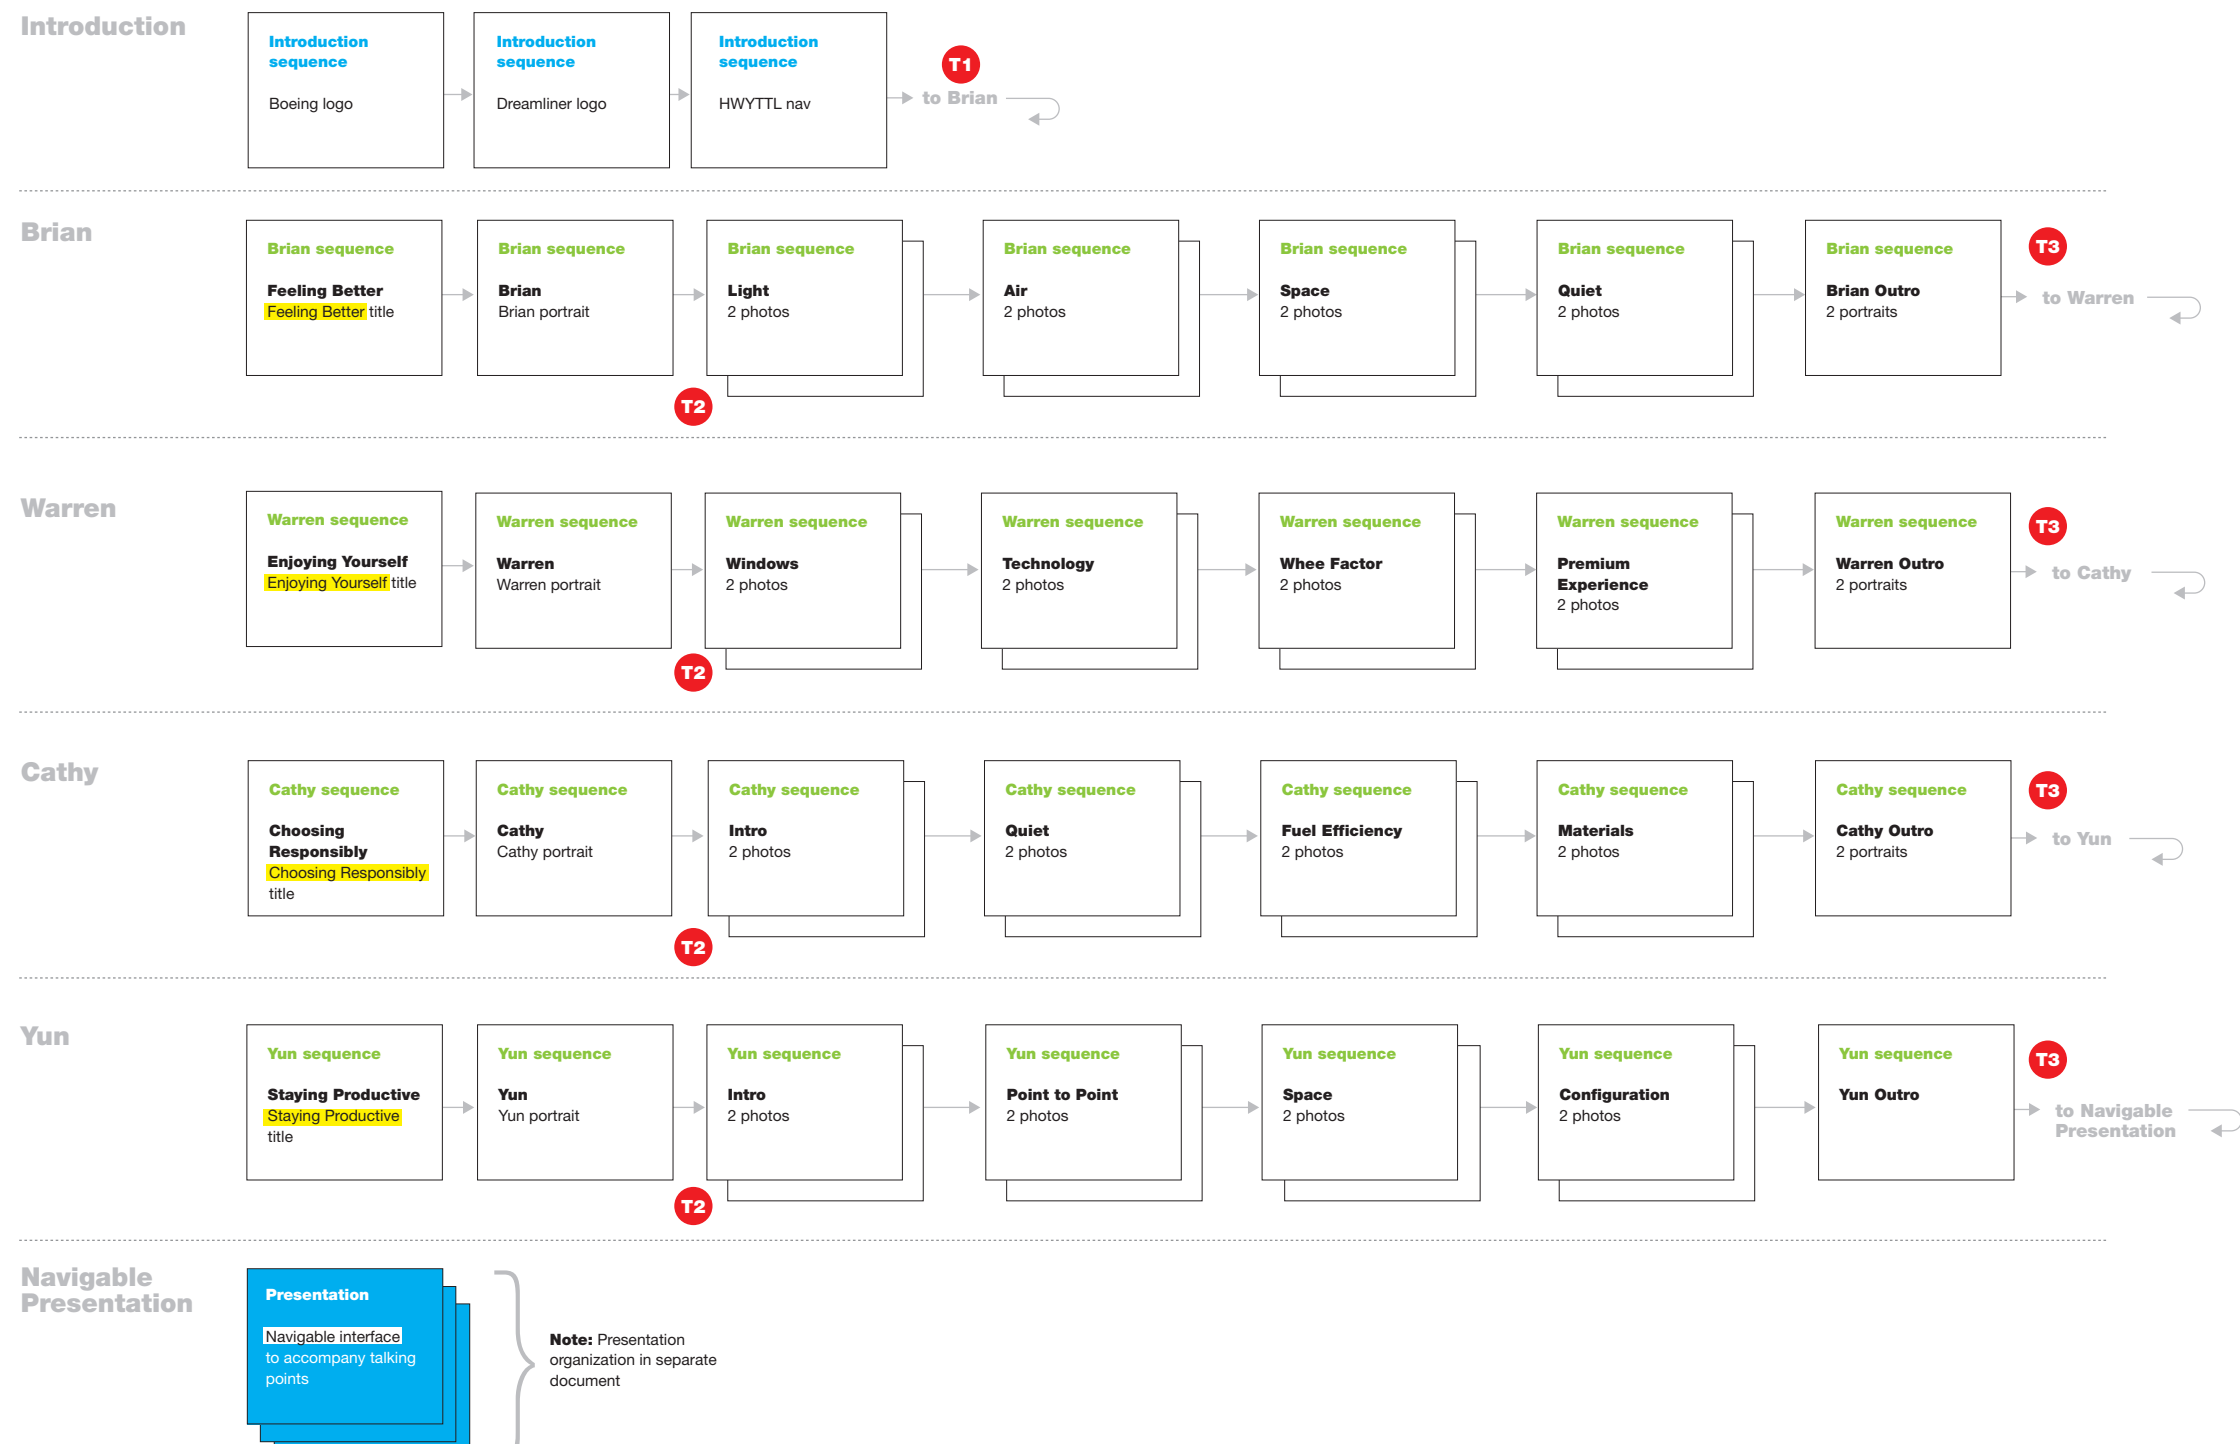 Introduction
Introduction
sequence
Boeing logo
Introduction
sequence
Dreamliner logo
Introduction
sequence
HWYTTL nav
T1
to Brian
Brian
Brian sequence
Feeling Better
Feeling Better title
Brian sequence
Brian
Brian portrait
T2
Brian sequence
Light
2 photos
Brian sequence
Air
2 photos
Brian sequence
Space
2 photos
Brian sequence
Quiet
2 photos
Brian sequence
Brian Outro
2 portraits
T3
to Warren
Warren
Warren sequence
Enjoying Yourself
Enjoying Yourself title
Warren sequence
Warren
Warren portrait
T2
Warren sequence
Windows
2 photos
Warren sequence
Technology
2 photos
Warren sequence
Whee Factor
2 photos
Warren sequence
Premium
Experience
2 photos
Warren sequence
Warren Outro
2 portraits
T3
to Cathy
Cathy
Cathy sequence
Choosing
Responsibly
Choosing Responsibly
title
Cathy sequence
Cathy
Cathy portrait
T2
Cathy sequence
Intro
2 photos
Cathy sequence
Quiet
2 photos
Cathy sequence
Fuel Efficiency
2 photos
Cathy sequence
Materials
2 photos
Cathy sequence
Cathy Outro
2 portraits
T3
to Yun
Yun
Yun sequence
Staying Productive
Staying Productive
title
Yun sequence
Yun
Yun portrait
T2
Yun sequence
Intro
2 photos
Yun sequence
Point to Point
2 photos
Yun sequence
Space
2 photos
Yun sequence
Configuration
2 photos
Yun sequence
Yun Outro
T3
to Navigable
Presentation
Navigable
Presentation
Presentation
Navigable interface
to accompany talking
points
Note: Presentation
organization in separate
document